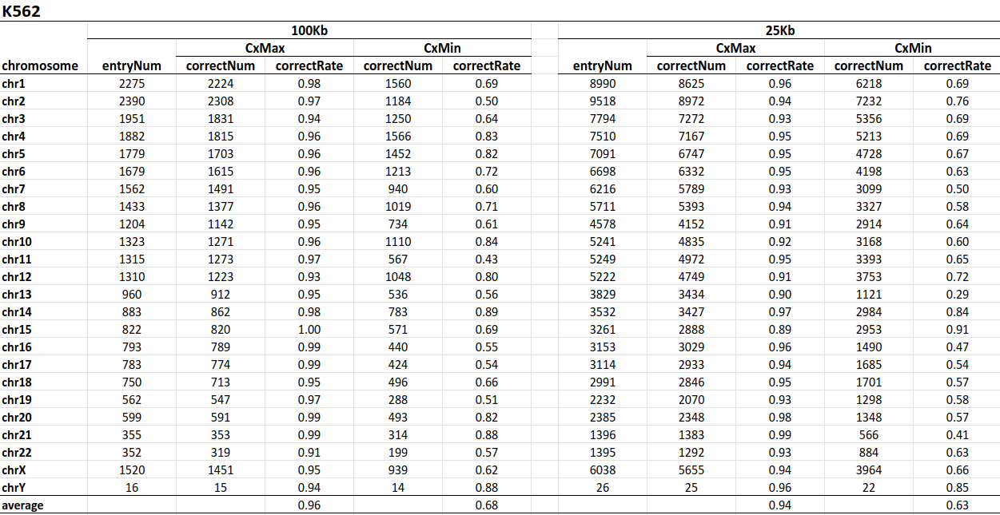 K562
100Kb 25Kb
CxMax CxMin CxMax CxMin
chromosome entryNum correctNum correctRate correctNum correctRate entryNum correctNum correctRate correctNum correctRate
chr1 2275 2224 0.98 1560 0.69 8990 8625 0.96 6218 0.69
chr2 2390 2308 0.97 1184 0.50 9518 8972 0.94 7232 0.76
chr3 1951 1831 0.94 1250 0.64 7794 7272 0.93 5356 0.69
chr4 1882 1815 0.96 1566 0.83 7510 7167 0.95 5213 0.69
chr5 1779 1703 0.96 1452 0.82 7091 6747 0.95 4728 0.67
chr6 1679 1615 0.96 1213 0.72 6698 6332 0.95 4198 0.63
chr7 1562 1491 0.95 940 0.60 6216 5789 0.93 3099 0.50
chr8 1433 1377 0.96 1019 0.71 5711 5393 0.94 3327 0.58
chr9 1204 1142 0.95 734 0.61 4578 4152 0.91 2914 0.64
chr10 1323 1271 0.96 1110 0.84 5241 4835 0.92 3168 0.60
chr11 1315 1273 0.97 567 0.43 5249 4972 0.95 3393 0.65
chr12 1310 1223 0.93 1048 0.80 5222 4749 0.91 3753 0.72
chr13 960 912 0.95 536 0.56 3829 3434 0.90 1121 0.29
chr14 883 862 0.98 783 0.89 3532 3427 0.97 2984 0.84
chr15 822 820 1.00 571 0.69 3261 2888 0.89 2953 0.91
chr16 793 789 0.99 440 0.55 3153 3029 0.96 1490 0.47
chr17 783 774 0.99 424 0.54 3114 2933 0.94 1685 0.54
chr18 750 713 0.95 496 0.66 2991 2846 0.95 1701 0.57
chr19 562 547 0.97 288 0.51 2232 2070 0.93 1298 0.58
chr20 599 591 0.99 493 0.82 2385 2348 0.98 1348 0.57
chr21 355 353 0.99 314 0.88 1396 1383 0.99 566 0.41
chr22 352 319 0.91 199 0.57 1395 1292 0.93 884 0.63
chrX 1520 1451 0.95 939 0.62 6038 5655 0.94 3964 0.66
chrY 16 15 0.94 14 0.88 26 25 0.96 22 0.85
average 0.96 0.68 0.94 0.63